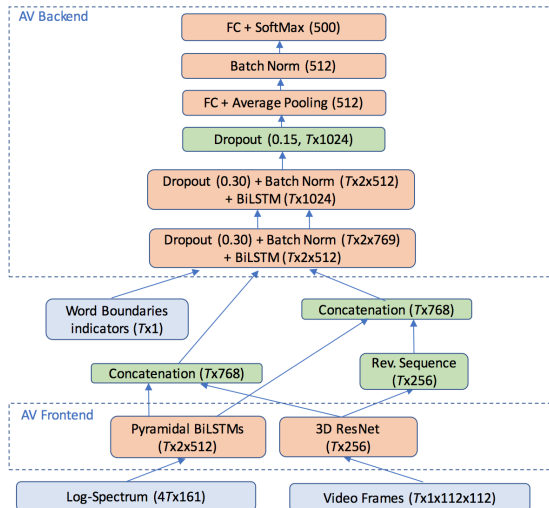 AV Backend
FC + SoftMax (500)
Batch Norm (512)
FC + Average Pooling (512)
Dropout (0.15, Tx1024)
Dropout (0.30) + Batch Norm (Tx2x512)
+ BiLSTM (Tx1024)
Dropout (0.30) + Batch Norm (Tx2x769)
+ BiLSTM (Tx2x512)
Word Boundaries
indicators (Tx1)
Concatenation (Tx768)
Concatenation (Tx768)
Rev. Sequence
(Tx256)
AV Frontend
Pyramidal BiLSTMs
(Tx2x512)
3D ResNet
(Tx256)
Log-Spectrum (4Tx161)
Video Frames (Tx1x112x112)